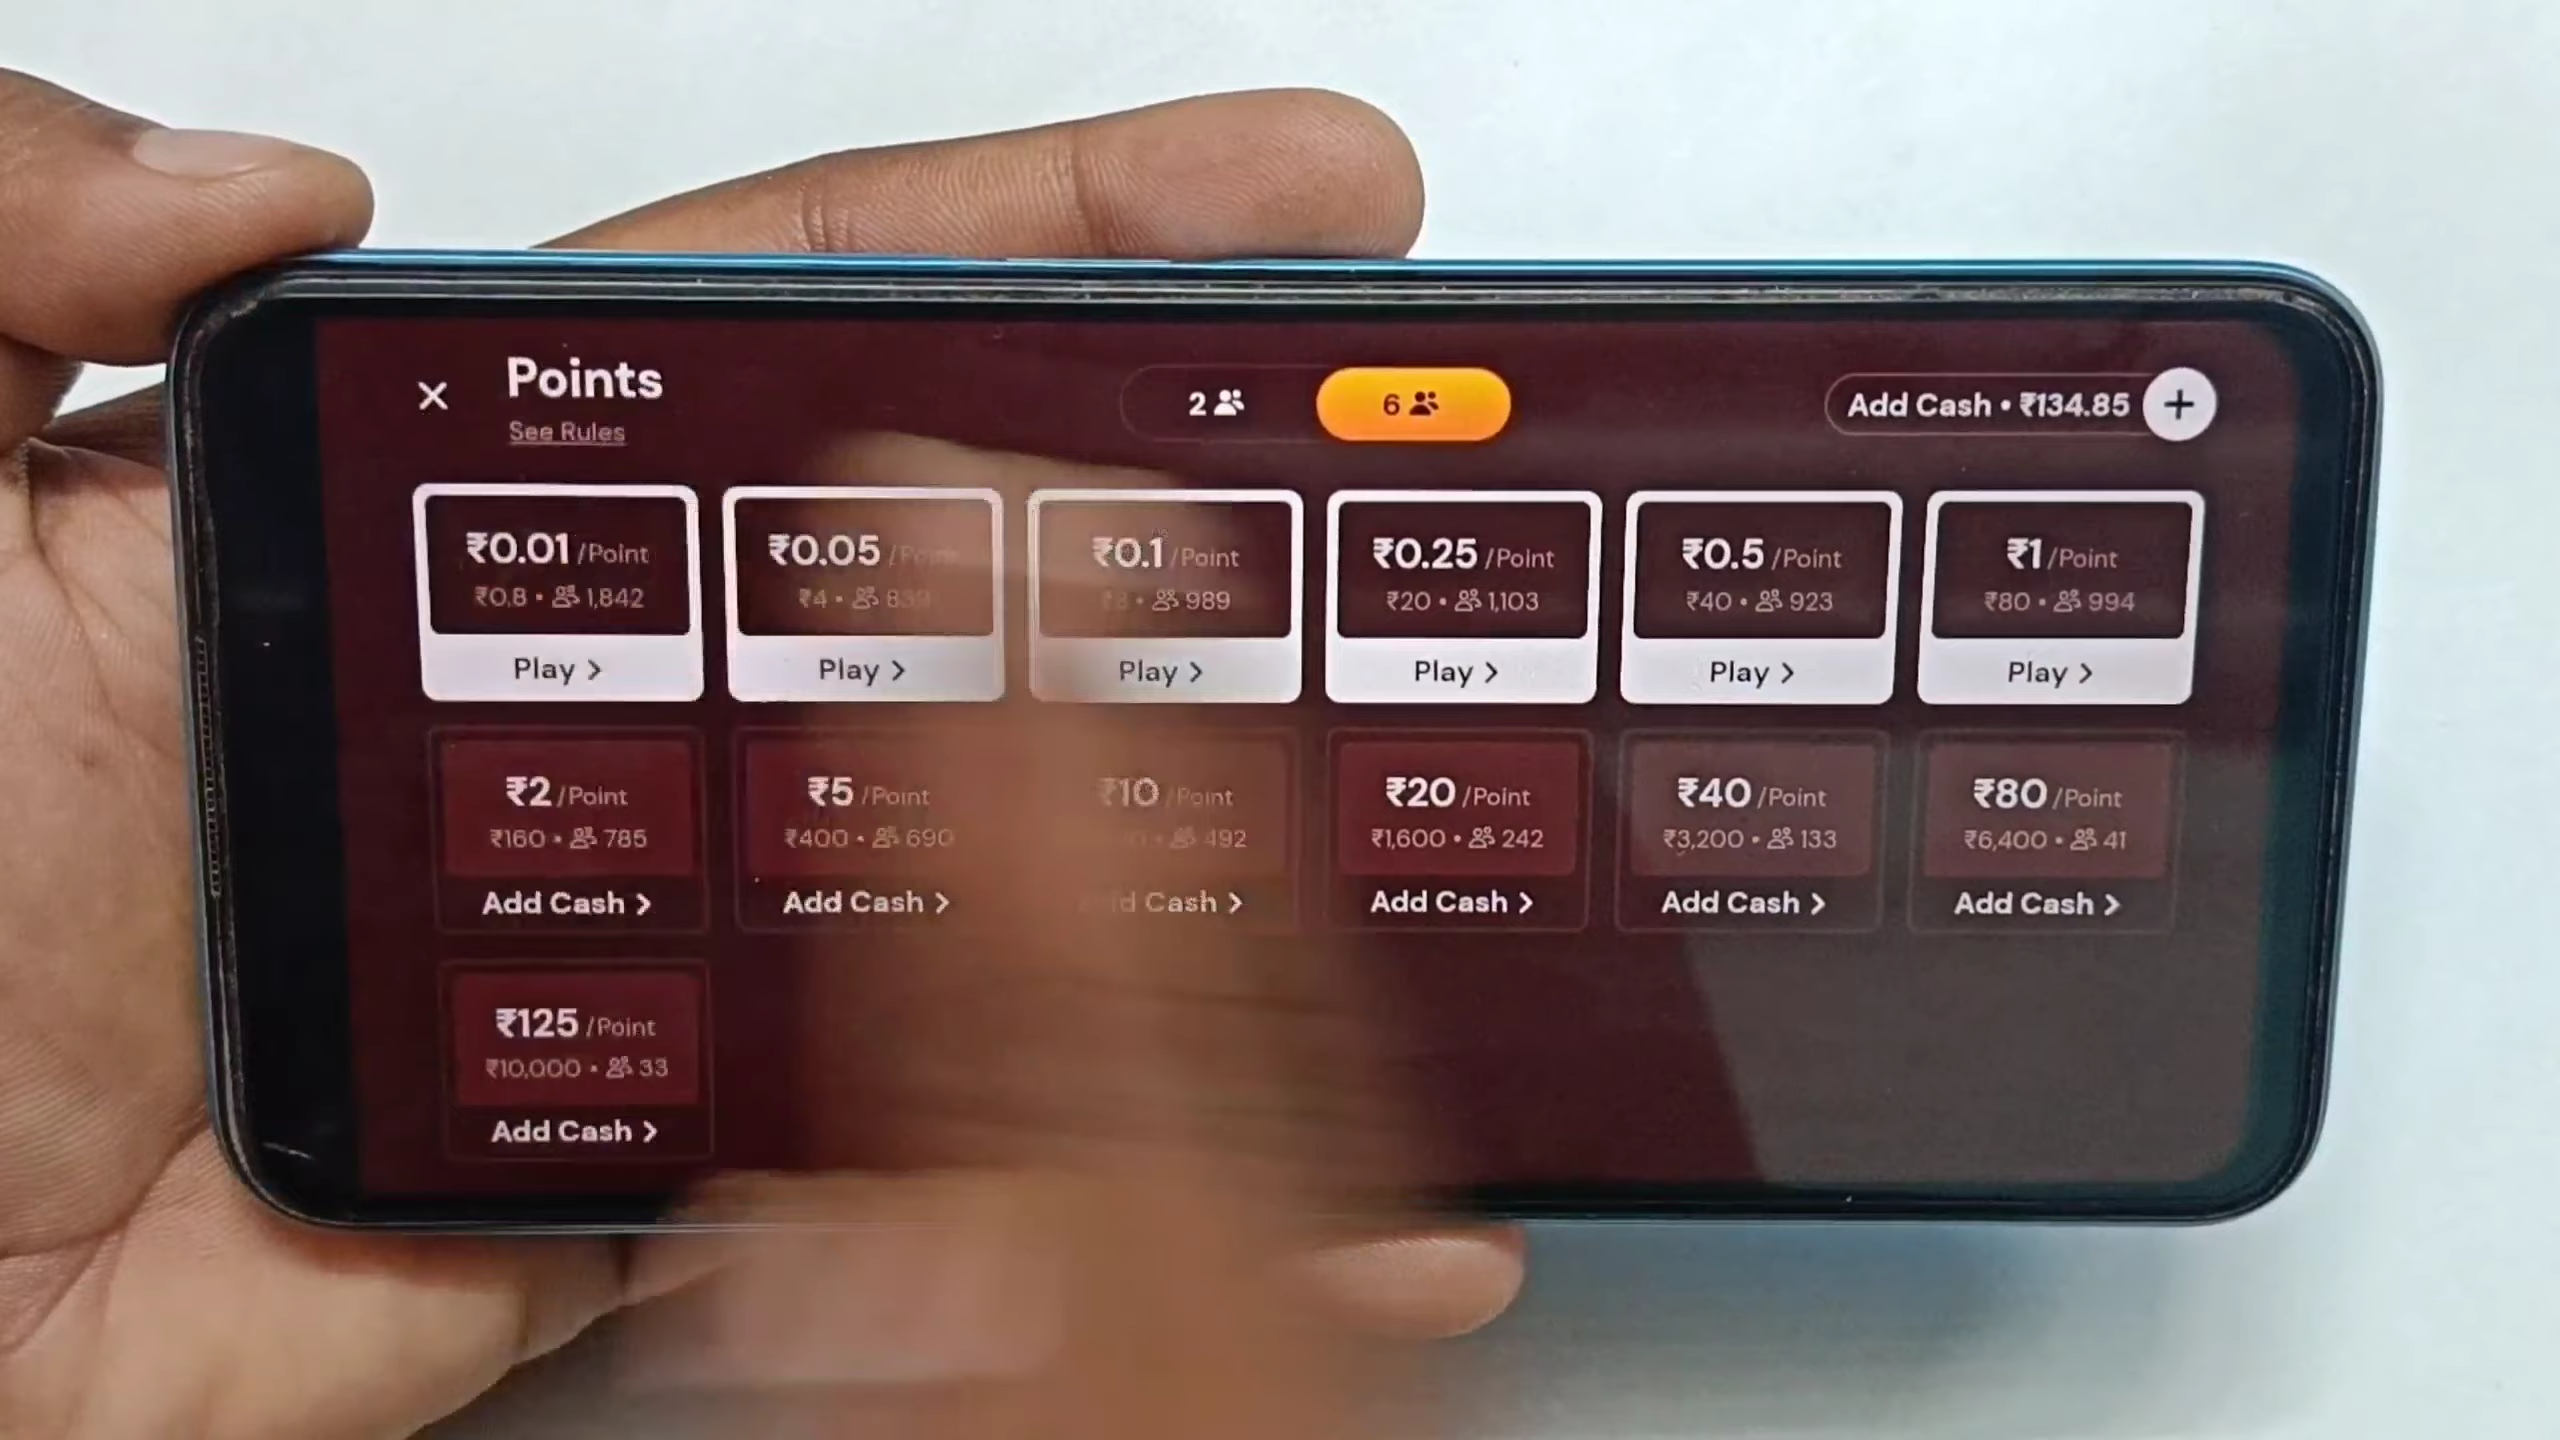 Points
See Rules
2
6
Add Cash • ₹134.85 +
₹0.01 /Point
₹0.8 • 1,842
Play >
₹0.05 /Point
₹4 •
Play >
₹0.1 /Point
• 989
Play >
₹0.25 /Point
₹20 • 1,103
Play >
₹0.5 /Point
₹40 • 923
Play >
₹1 /Point
₹80 • 994
Play >
₹2 /Point
₹160 • 785
Add Cash >
₹5 /Point
₹400 • 690
Add Cash >
₹10 /Point
• 492
Cash >
₹20 /Point
₹1,600 • 242
Add Cash >
₹40 /Point
₹3,200 • 133
Add Cash >
₹80 /Point
₹6,400 • 41
Add Cash >
₹125 /Point
₹10,000 • 33
Add Cash >